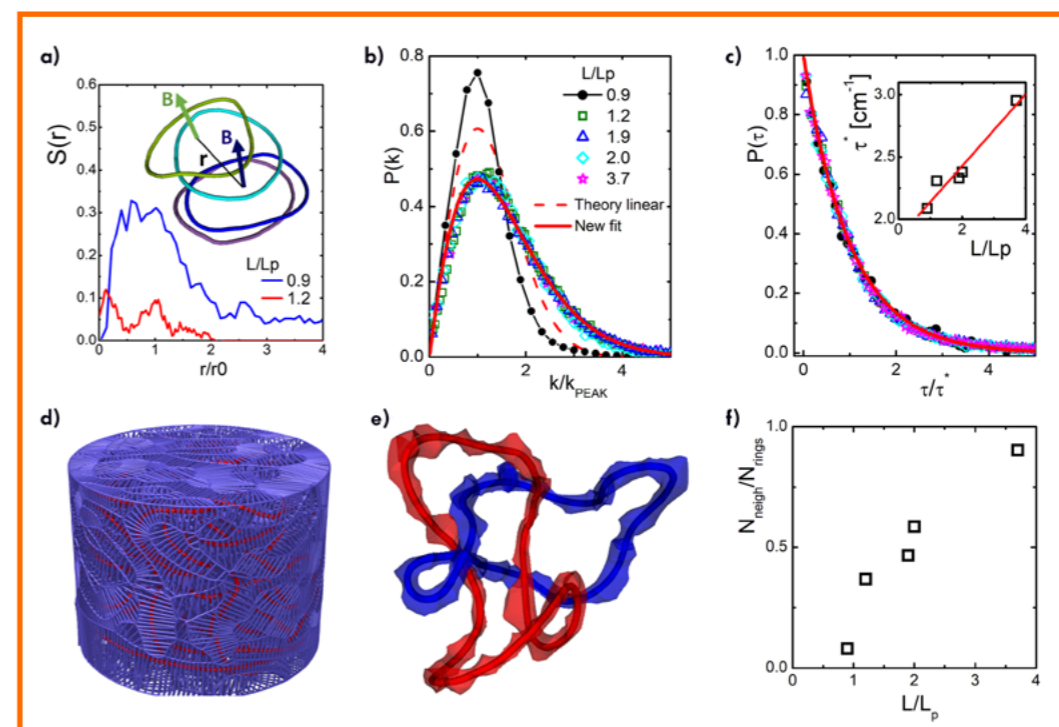 a)
S(r)
0.6
0.5
0.4
0.3
0.2
0.1
0.0
B
r
B
L/Lp
0.9
1.2
0 1 2 3 4
r/r0
b)
P(k)
0.8
0.6
0.4
0.2
0.0
L/Lp
0.9
1.2
1.9
2.0
3.7
Theory linear
New fit
0 2 4
k/kPEAK
c)
P(τ)
1.0
0.8
0.6
0.4
0.2
0.0
τ* [cm-1]
3.0
2.5
2.0
0 2 4
L/Lp
0 1 2 3 4 5
τ/τ*
d)
e)
f)
Nneigh/Nrings
1.0
0.5
0.0
0 1 2 3 4
L/Lp